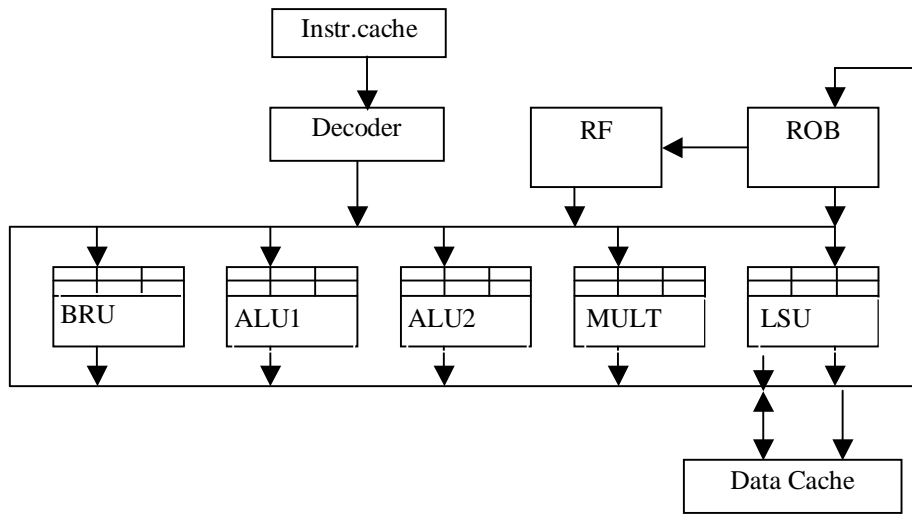 Instr.cache
Decoder
RF
ROB
BRU
ALU1
ALU2
MULT
LSU
Data Cache